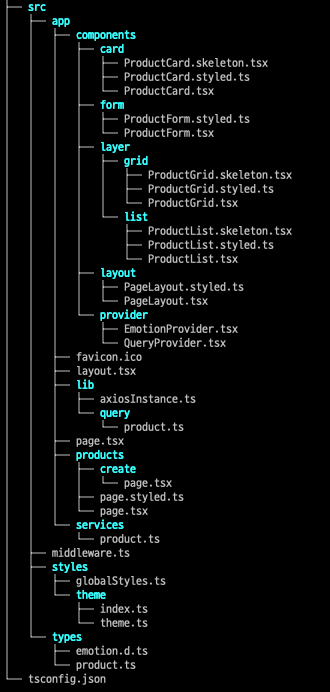 ├── src
│   ├── app
│   │   ├── components
│   │   │   ├── card
│   │   │   │   ├── ProductCard.skeleton.tsx
│   │   │   │   ├── ProductCard.styled.ts
│   │   │   │   └── ProductCard.tsx
│   │   │   ├── form
│   │   │   │   ├── ProductForm.styled.ts
│   │   │   │   └── ProductForm.tsx
│   │   │   ├── layer
│   │   │   │   ├── grid
│   │   │   │   │   ├── ProductGrid.skeleton.tsx
│   │   │   │   │   ├── ProductGrid.styled.ts
│   │   │   │   │   └── ProductGrid.tsx
│   │   │   │   └── list
│   │   │   │       ├── ProductList.skeleton.tsx
│   │   │   │       ├── ProductList.styled.ts
│   │   │   │       └── ProductList.tsx
│   │   │   ├── layout
│   │   │   │   ├── PageLayout.styled.ts
│   │   │   │   └── PageLayout.tsx
│   │   │   └── provider
│   │   │       ├── EmotionProvider.tsx
│   │   │       └── QueryProvider.tsx
│   │   ├── favicon.ico
│   │   ├── layout.tsx
│   │   ├── lib
│   │   │   ├── axiosInstance.ts
│   │   │   └── query
│   │   │       └── product.ts
│   │   ├── page.tsx
│   │   ├── products
│   │   │   ├── create
│   │   │   │   └── page.tsx
│   │   │   ├── page.styled.ts
│   │   │   └── page.tsx
│   │   └── services
│   │       └── product.ts
│   ├── middleware.ts
│   ├── styles
│   │   ├── globalStyles.ts
│   │   └── theme
│   │       ├── index.ts
│   │       └── theme.ts
│   └── types
│       ├── emotion.d.ts
│       └── product.ts
└── tsconfig.json